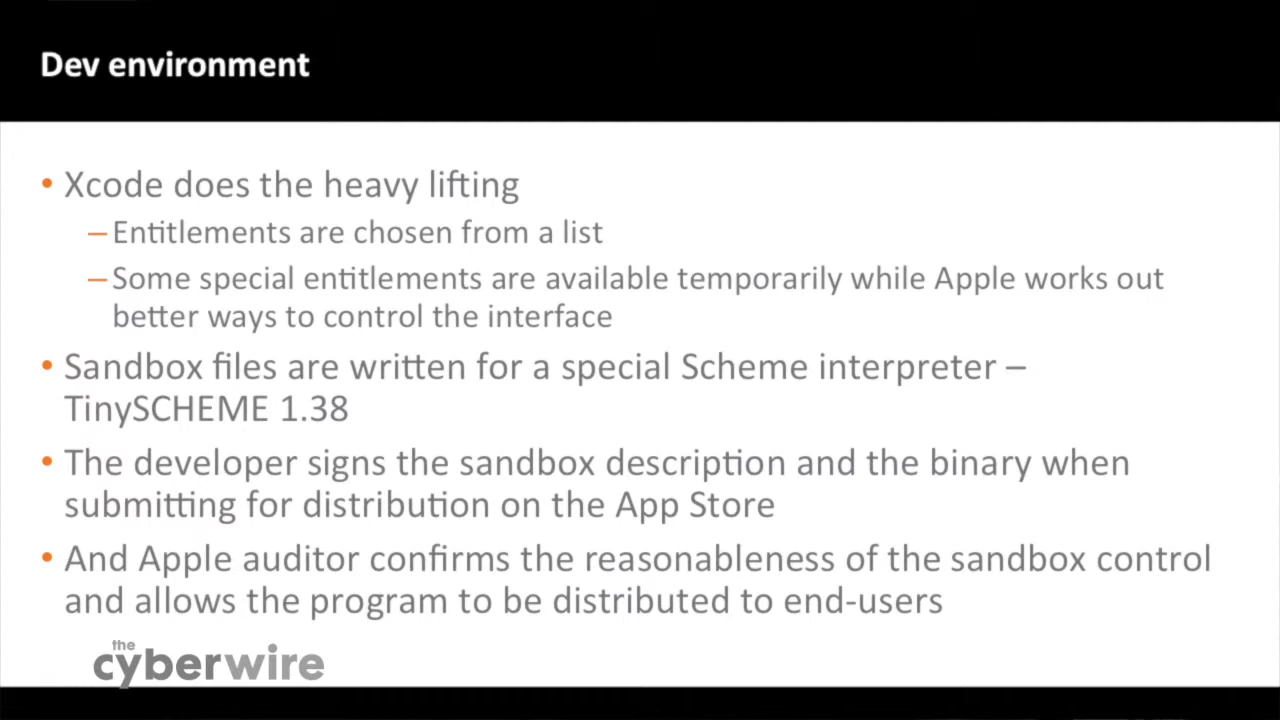 Dev environment
• Xcode does the heavy lifting
– Entitlements are chosen from a list
– Some special entitlements are available temporarily while Apple works out
better ways to control the interface
• Sandbox files are written for a special Scheme interpreter –
TinySCHEME 1.38
• The developer signs the sandbox description and the binary when
submitting for distribution on the App Store
• And Apple auditor confirms the reasonableness of the sandbox control
and allows the program to be distributed to end-users
the
cyberwire